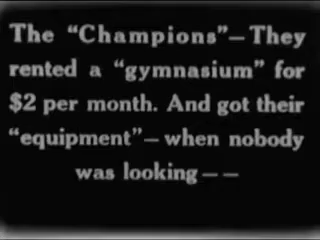 The “Champions”—They
rented a “gymnasium” for
$2 per month. And got their
“equipment”— when nobody
was looking— —